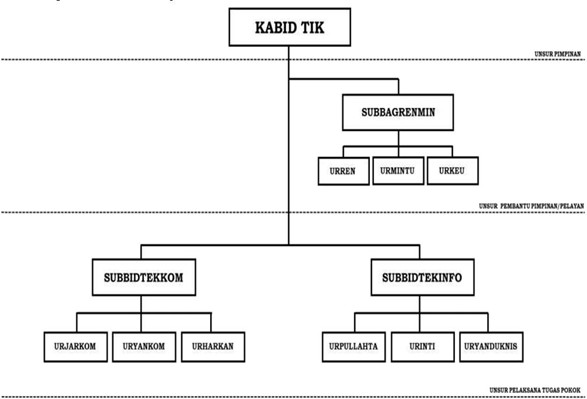 KABID TIK
UNSUR PIMPINAN
SUBBAGRENMIN
URREN URMINTU URKEU
UNSUR PEMBANTU PIMPINAN/PELAYAN
SUBBIDTEKKOM SUBBIDTEKINFO
URJARKOM URYANKOM URHARKAN URPULLAHTA URINTI URYANDUKNIS
UNSUR PELAKSANA TUGAS POKOK